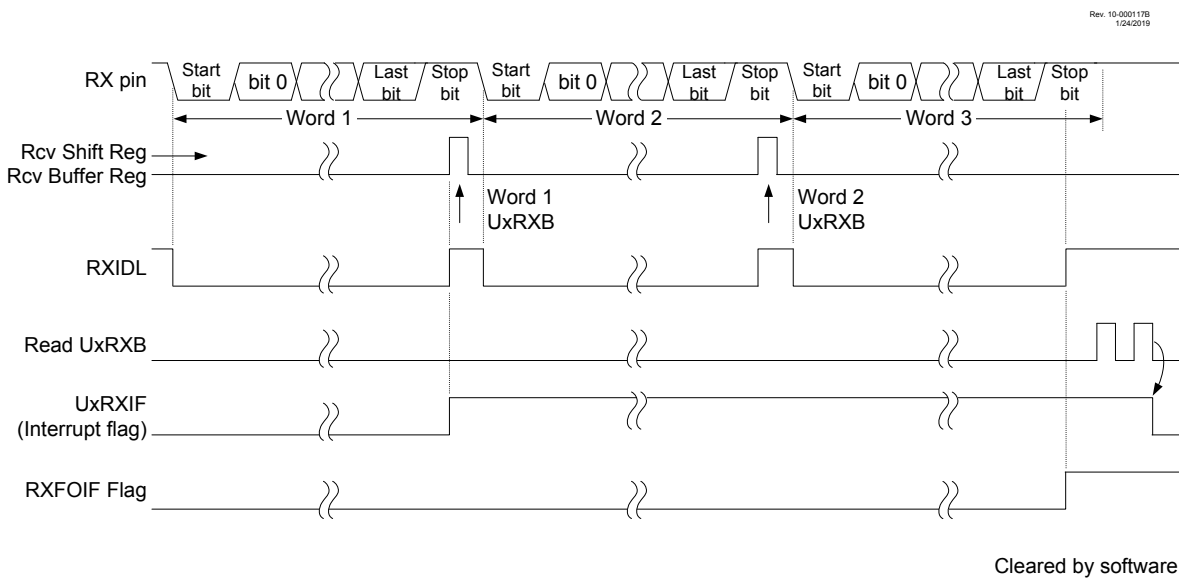 Rev. 10-000117B
1/24/2019
RX pin
Start bit
bit 0
Last bit
Stop bit
Start bit
bit 0
Last bit
Stop bit
Start bit
bit 0
Last bit
Stop bit
Word 1
Word 2
Word 3
Rcv Shift Reg
Rcv Buffer Reg
Word 1
UxRXB
Word 2
UxRXB
RXIDL
Read UxRXB
UxRXIF
(Interrupt flag)
RXFOIF Flag
Cleared by software